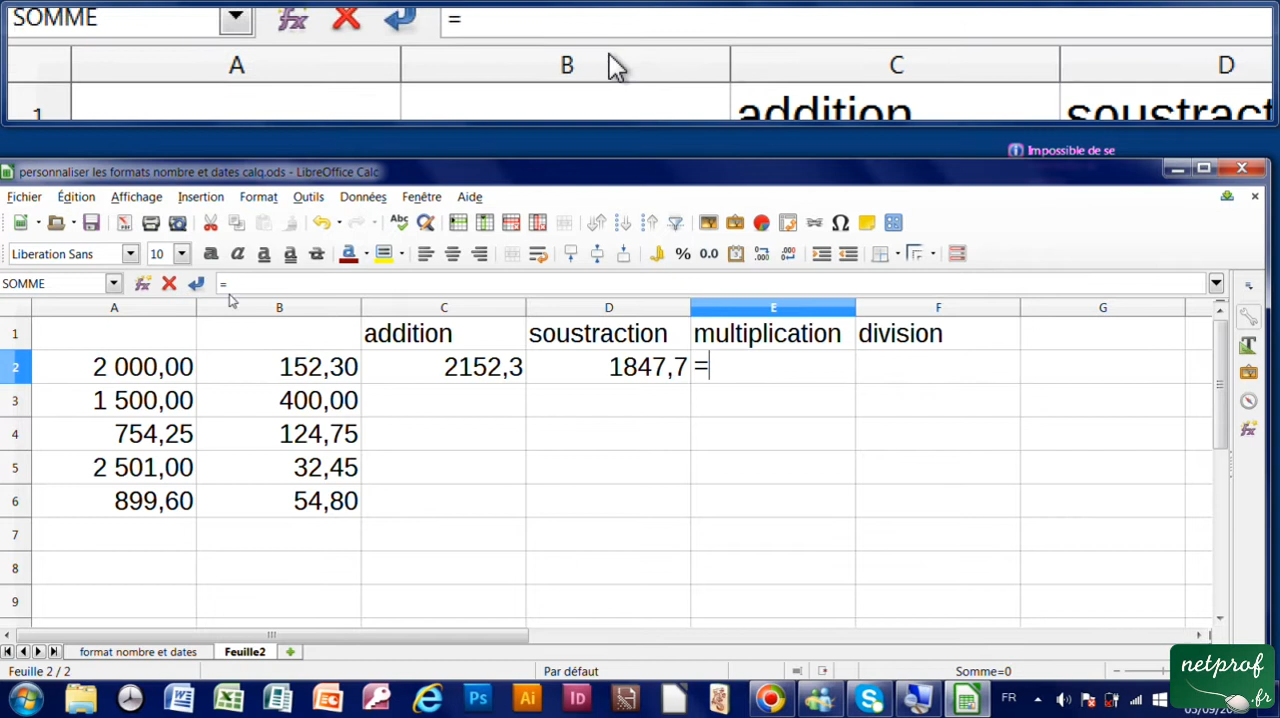 SOMME =
A B C D
1 addition soustract
Impossible de se
personnaliser les formats nombre et dates calq.ods - LibreOffice Calc
Fichier Édition Affichage Insertion Format Outils Données Fenêtre Aide
Liberation Sans 10
SOMME =
A B C D E F G
1 addition soustraction multiplication division
2 2 000,00 152,30 2152,3 1847,7 =
3 1 500,00 400,00
4 754,25 124,75
5 2 501,00 32,45
6 899,60 54,80
7
8
9
format nombre et dates Feuille2
Feuille 2 / 2 Par défaut Somme=0
netprof
.fr
FR